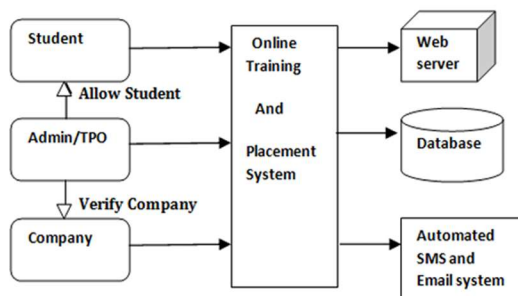 Student
Allow Student
Admin/TPO
Verify Company
Company
Online
Training
And
Placement
System
Web
server
Database
Automated
SMS and
Email system